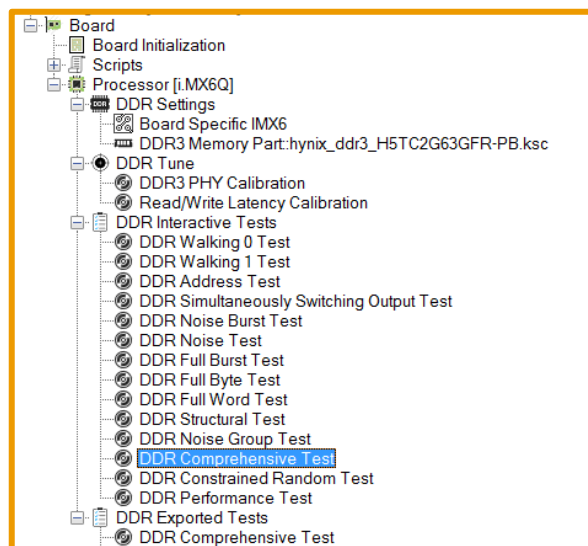 Board
Board Initialization
Scripts
Processor [i.MX6Q]
DDR Settings
Board Specific IMX6
DDR3 Memory Part::hynix_ddr3_H5TC2G63GFR-PB.ksc
DDR Tune
DDR3 PHY Calibration
Read/Write Latency Calibration
DDR Interactive Tests
DDR Walking 0 Test
DDR Walking 1 Test
DDR Address Test
DDR Simultaneously Switching Output Test
DDR Noise Burst Test
DDR Noise Test
DDR Full Burst Test
DDR Full Byte Test
DDR Full Word Test
DDR Structural Test
DDR Noise Group Test
DDR Comprehensive Test
DDR Constrained Random Test
DDR Performance Test
DDR Exported Tests
DDR Comprehensive Test